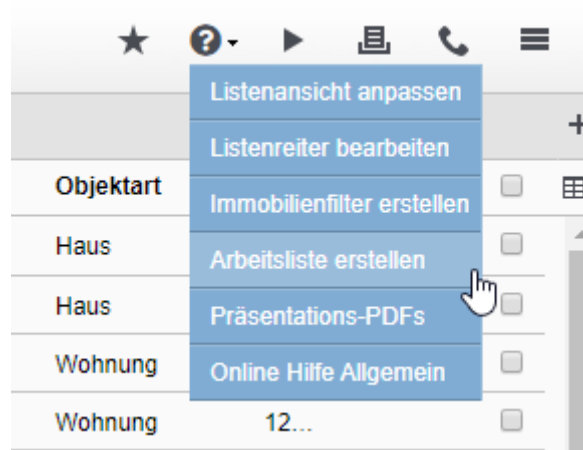 Listenansicht anpassen
Listenreiter bearbeiten
Objektart
Immobilienfilter erstellen
Haus
Arbeitsliste erstellen
Haus
Präsentations-PDFs
Wohnung
Online Hilfe Allgemein
Wohnung 12...